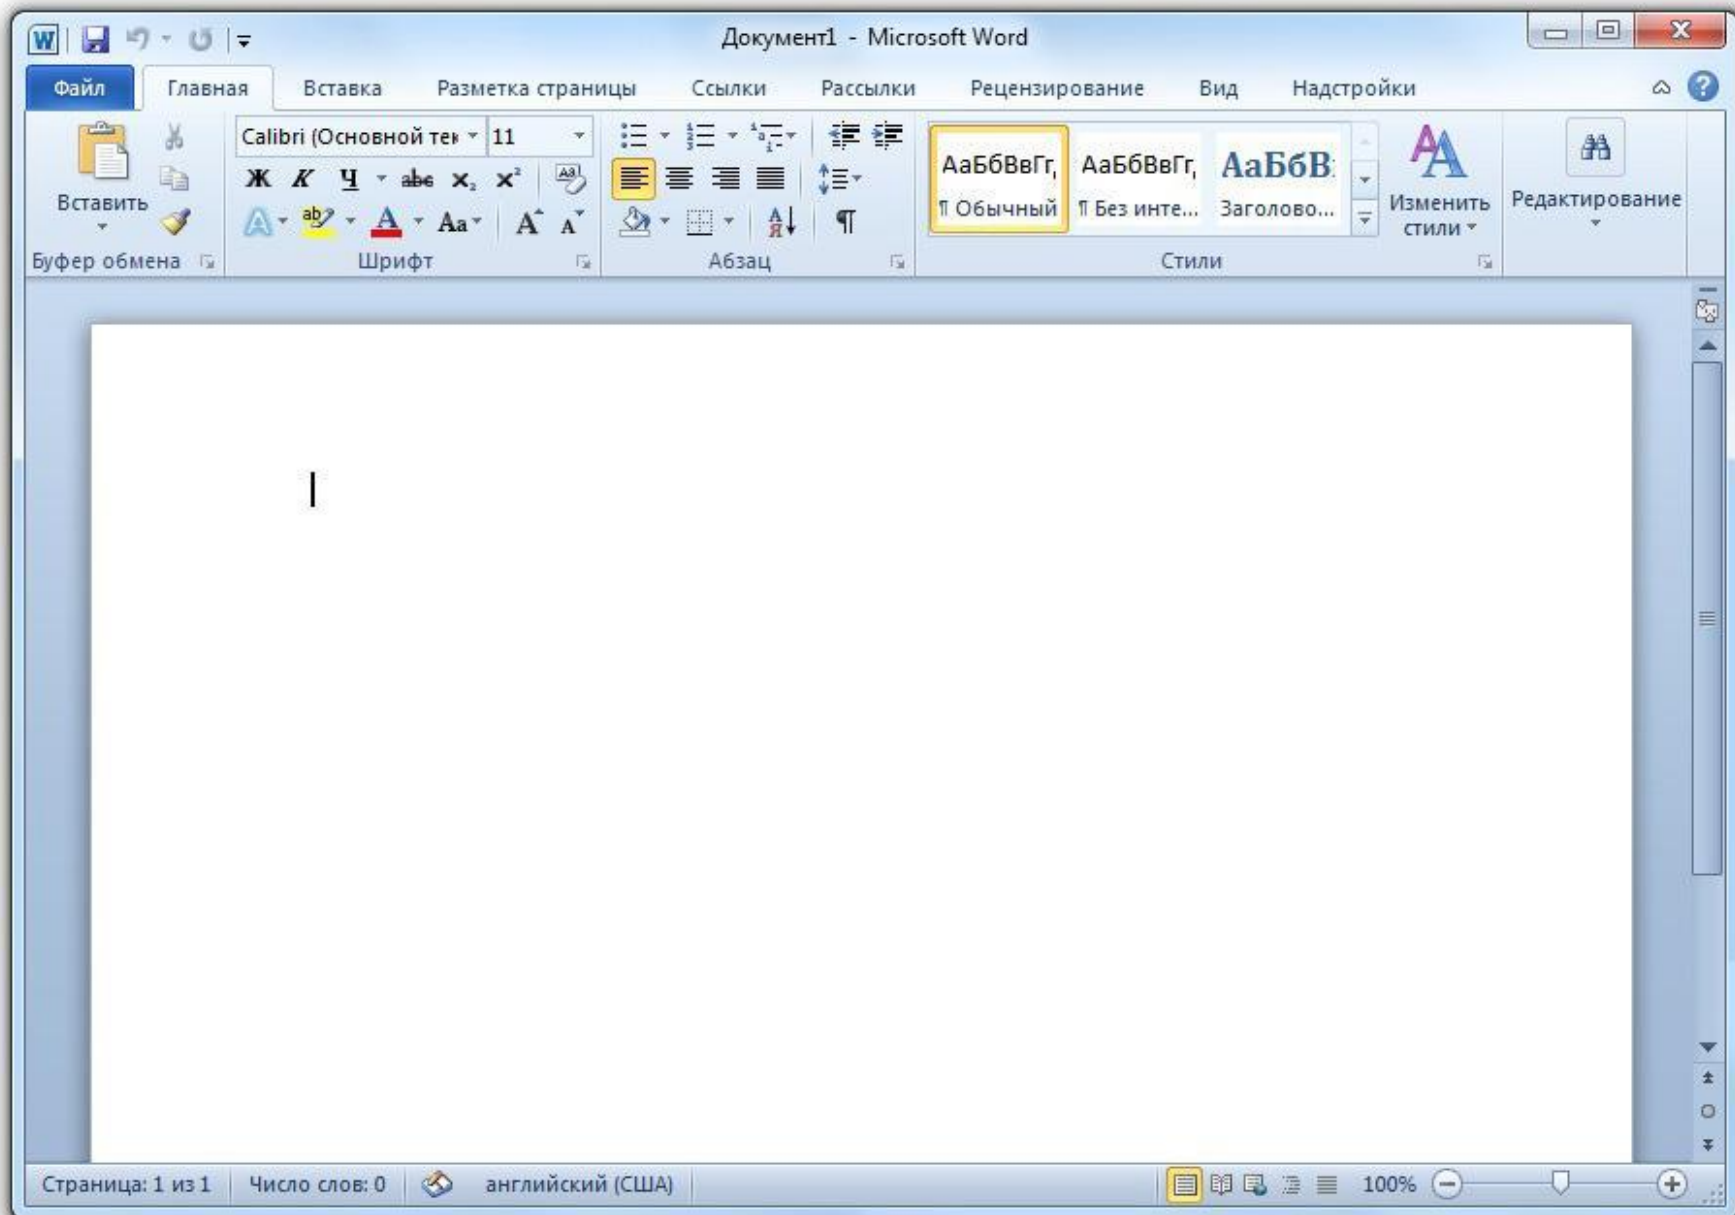 Документ1 - Microsoft Word
Файл Главная Вставка Разметка страницы Ссылки Рассылки Рецензирование Вид Надстройки
Calibri (Основной тек 11
Ж К Ч abc x₂ x²
Aa A A
Вставить
Буфер обмена
Шрифт
А Я
Абзац
АаБбВвГг, АаБбВвГг, АаБбВ
¶ Обычный ¶ Без инте... Заголово...
Изменить
стили
Стили
Редактирование
Страница: 1 из 1 Число слов: 0 английский (США) 100%